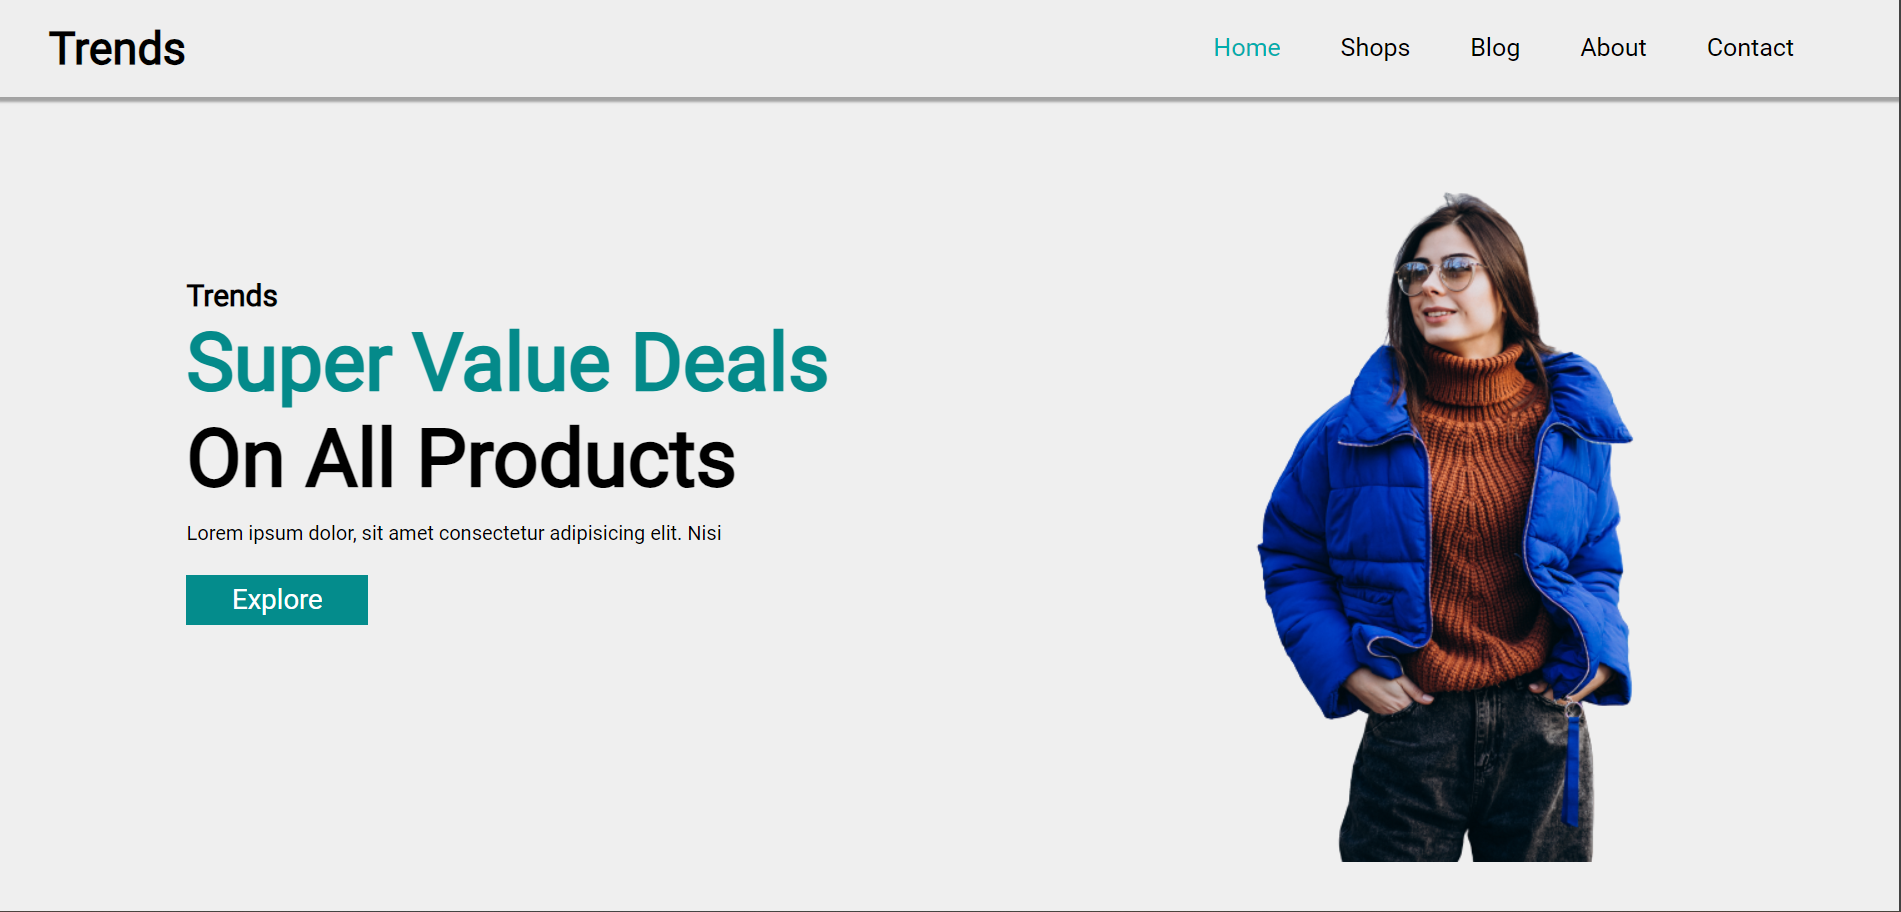 Trends
Home Shops Blog About Contact
Trends
Super Value Deals
On All Products
Lorem ipsum dolor, sit amet consectetur adipisicing elit. Nisi
Explore